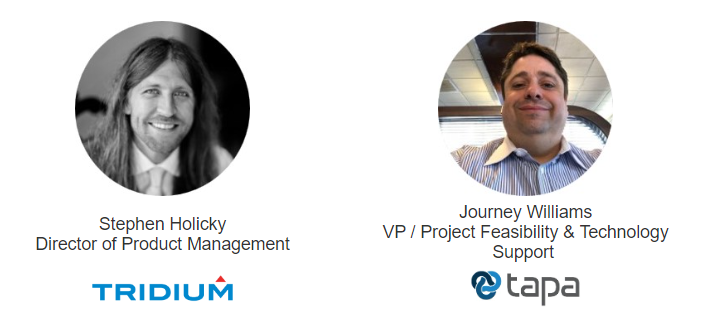 Stephen Holicky
Director of Product Management
TRIDIUM
Journey Williams
VP / Project Feasibility & Technology
Support
tapa